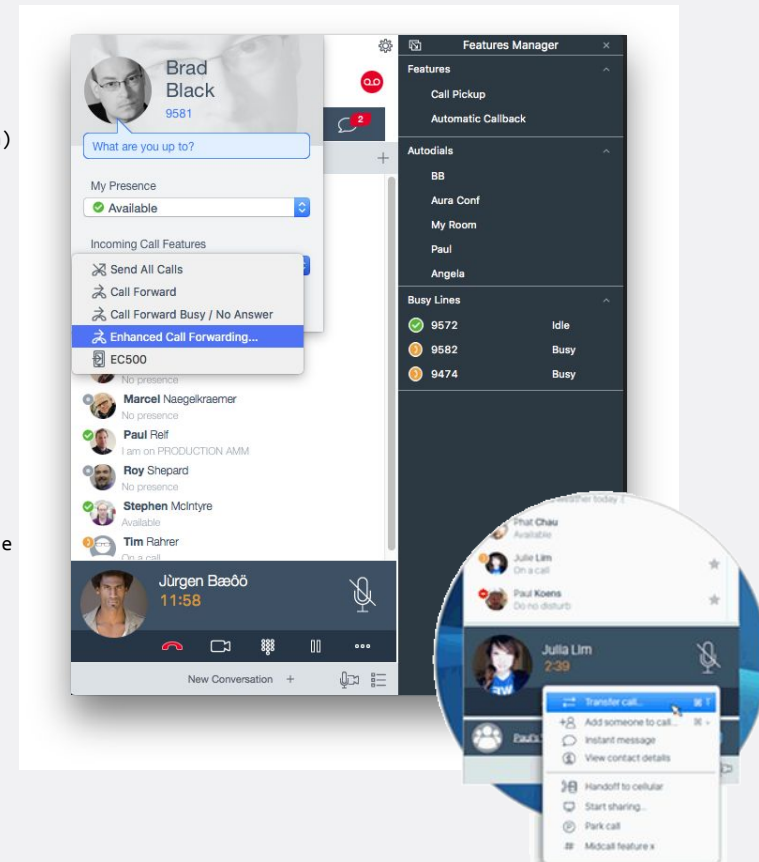 )
e
Brad
Black
9581
2
What are you up to?
+
My Presence
Available
Incoming Call Features
Send All Calls
Call Forward
Call Forward Busy / No Answer
Enhanced Call Forwarding...
EC500
No presence
Marcel Naegelkraemer
No presence
Paul Reif
I am on PRODUCTION AMM
Roy Shepard
No presence
Stephen McIntyre
Available
Tim Rahrer
On a call
Jürgen Bæôö
11:58
New Conversation +
Features Manager ×
Features
Call Pickup
Automatic Callback
Autodials
BB
Aura Conf
My Room
Paul
Angela
Busy Lines
9572 Idle
9582 Busy
9474 Busy
weather today
Phat Chau
Available
Julie Lim
On a call
Paul Koens
Do no disturb
Julia Lim
2:39
Paul's
Transfer call... ⌘ T
Add someone to call... ⌘ +
Instant message
View contact details
Handoff to cellular
Start sharing...
Park call
# Midcall feature x